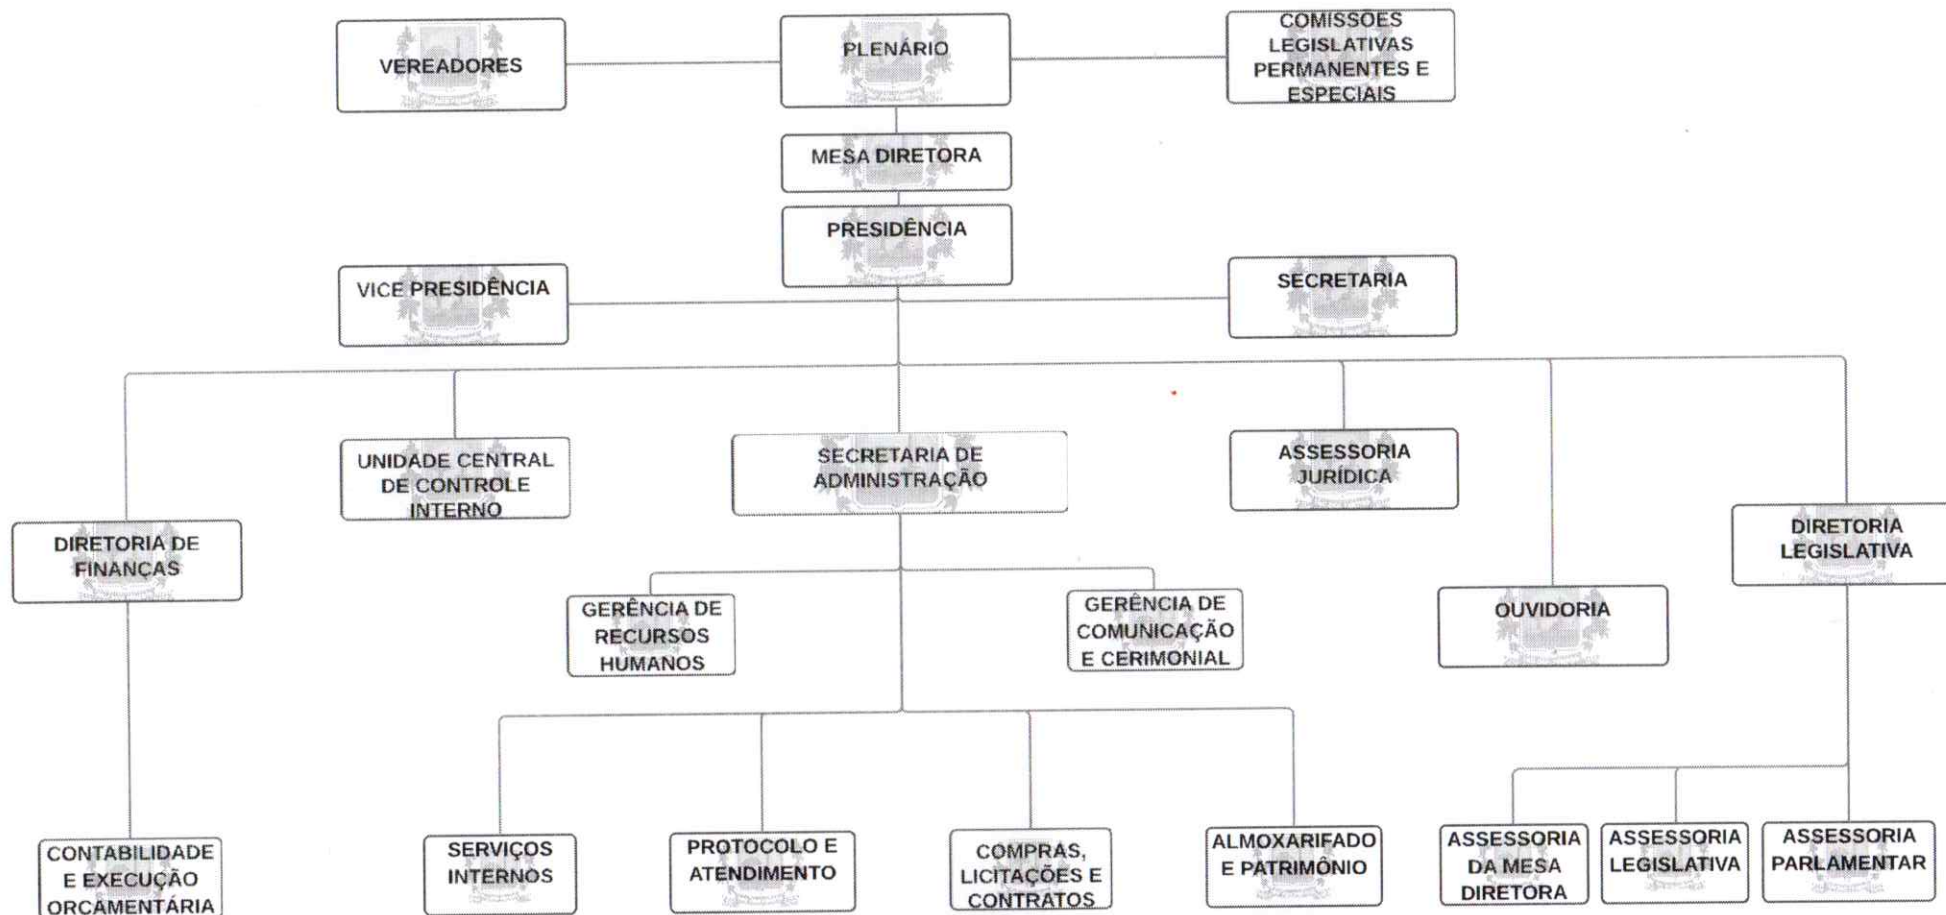 VEREADORES
PLENÁRIO
COMISSÕES
LEGISLATIVAS
PERMANENTES E
ESPECIAIS
MESA DIRETORA
PRESIDÊNCIA
VICE PRESIDÊNCIA
SECRETARIA
UNIDADE CENTRAL
DE CONTROLE
INTERNO
SECRETARIA DE
ADMINISTRAÇÃO
ASSESSORIA
JURÍDICA
DIRETORIA DE
FINANÇAS
DIRETORIA
LEGISLATIVA
GERÊNCIA DE
RECURSOS
HUMANOS
GERÊNCIA DE
COMUNICAÇÃO
E CERIMONIAL
OUVIDORIA
CONTABILIDADE
E EXECUÇÃO
ORÇAMENTÁRIA
SERVIÇOS
INTERNOS
PROTOCOLO E
ATENDIMENTO
COMPRAS,
LICITAÇÕES E
CONTRATOS
ALMOXARIFADO
E PATRIMÔNIO
ASSESSORIA
DA MESA
DIRETORA
ASSESSORIA
LEGISLATIVA
ASSESSORIA
PARLAMENTAR